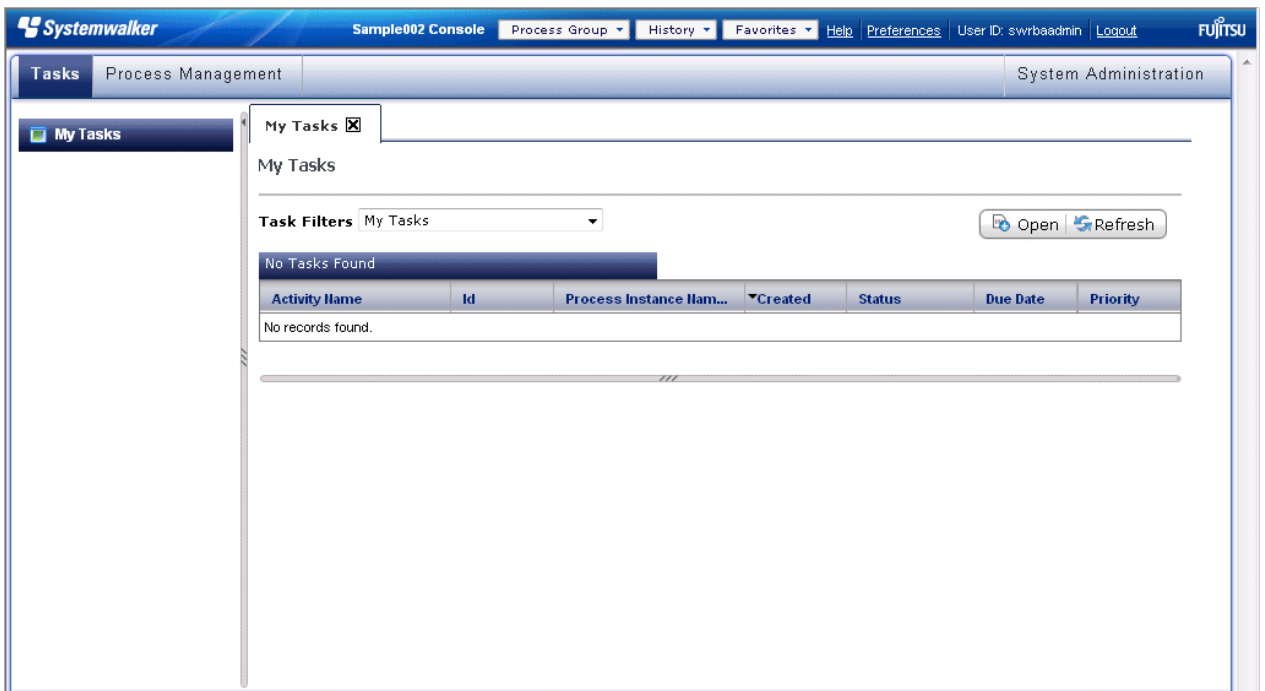 Systemwalker Sample002 Console Process Group History Favorites Help Preferences User ID: swrbaadmin Logout FUJITSU
Tasks Process Management System Administration
My Tasks
My Tasks
My Tasks
Task Filters My Tasks Open Refresh
No Tasks Found
Activity Name Id Process Instance Nam... Created Status Due Date Priority
No records found.